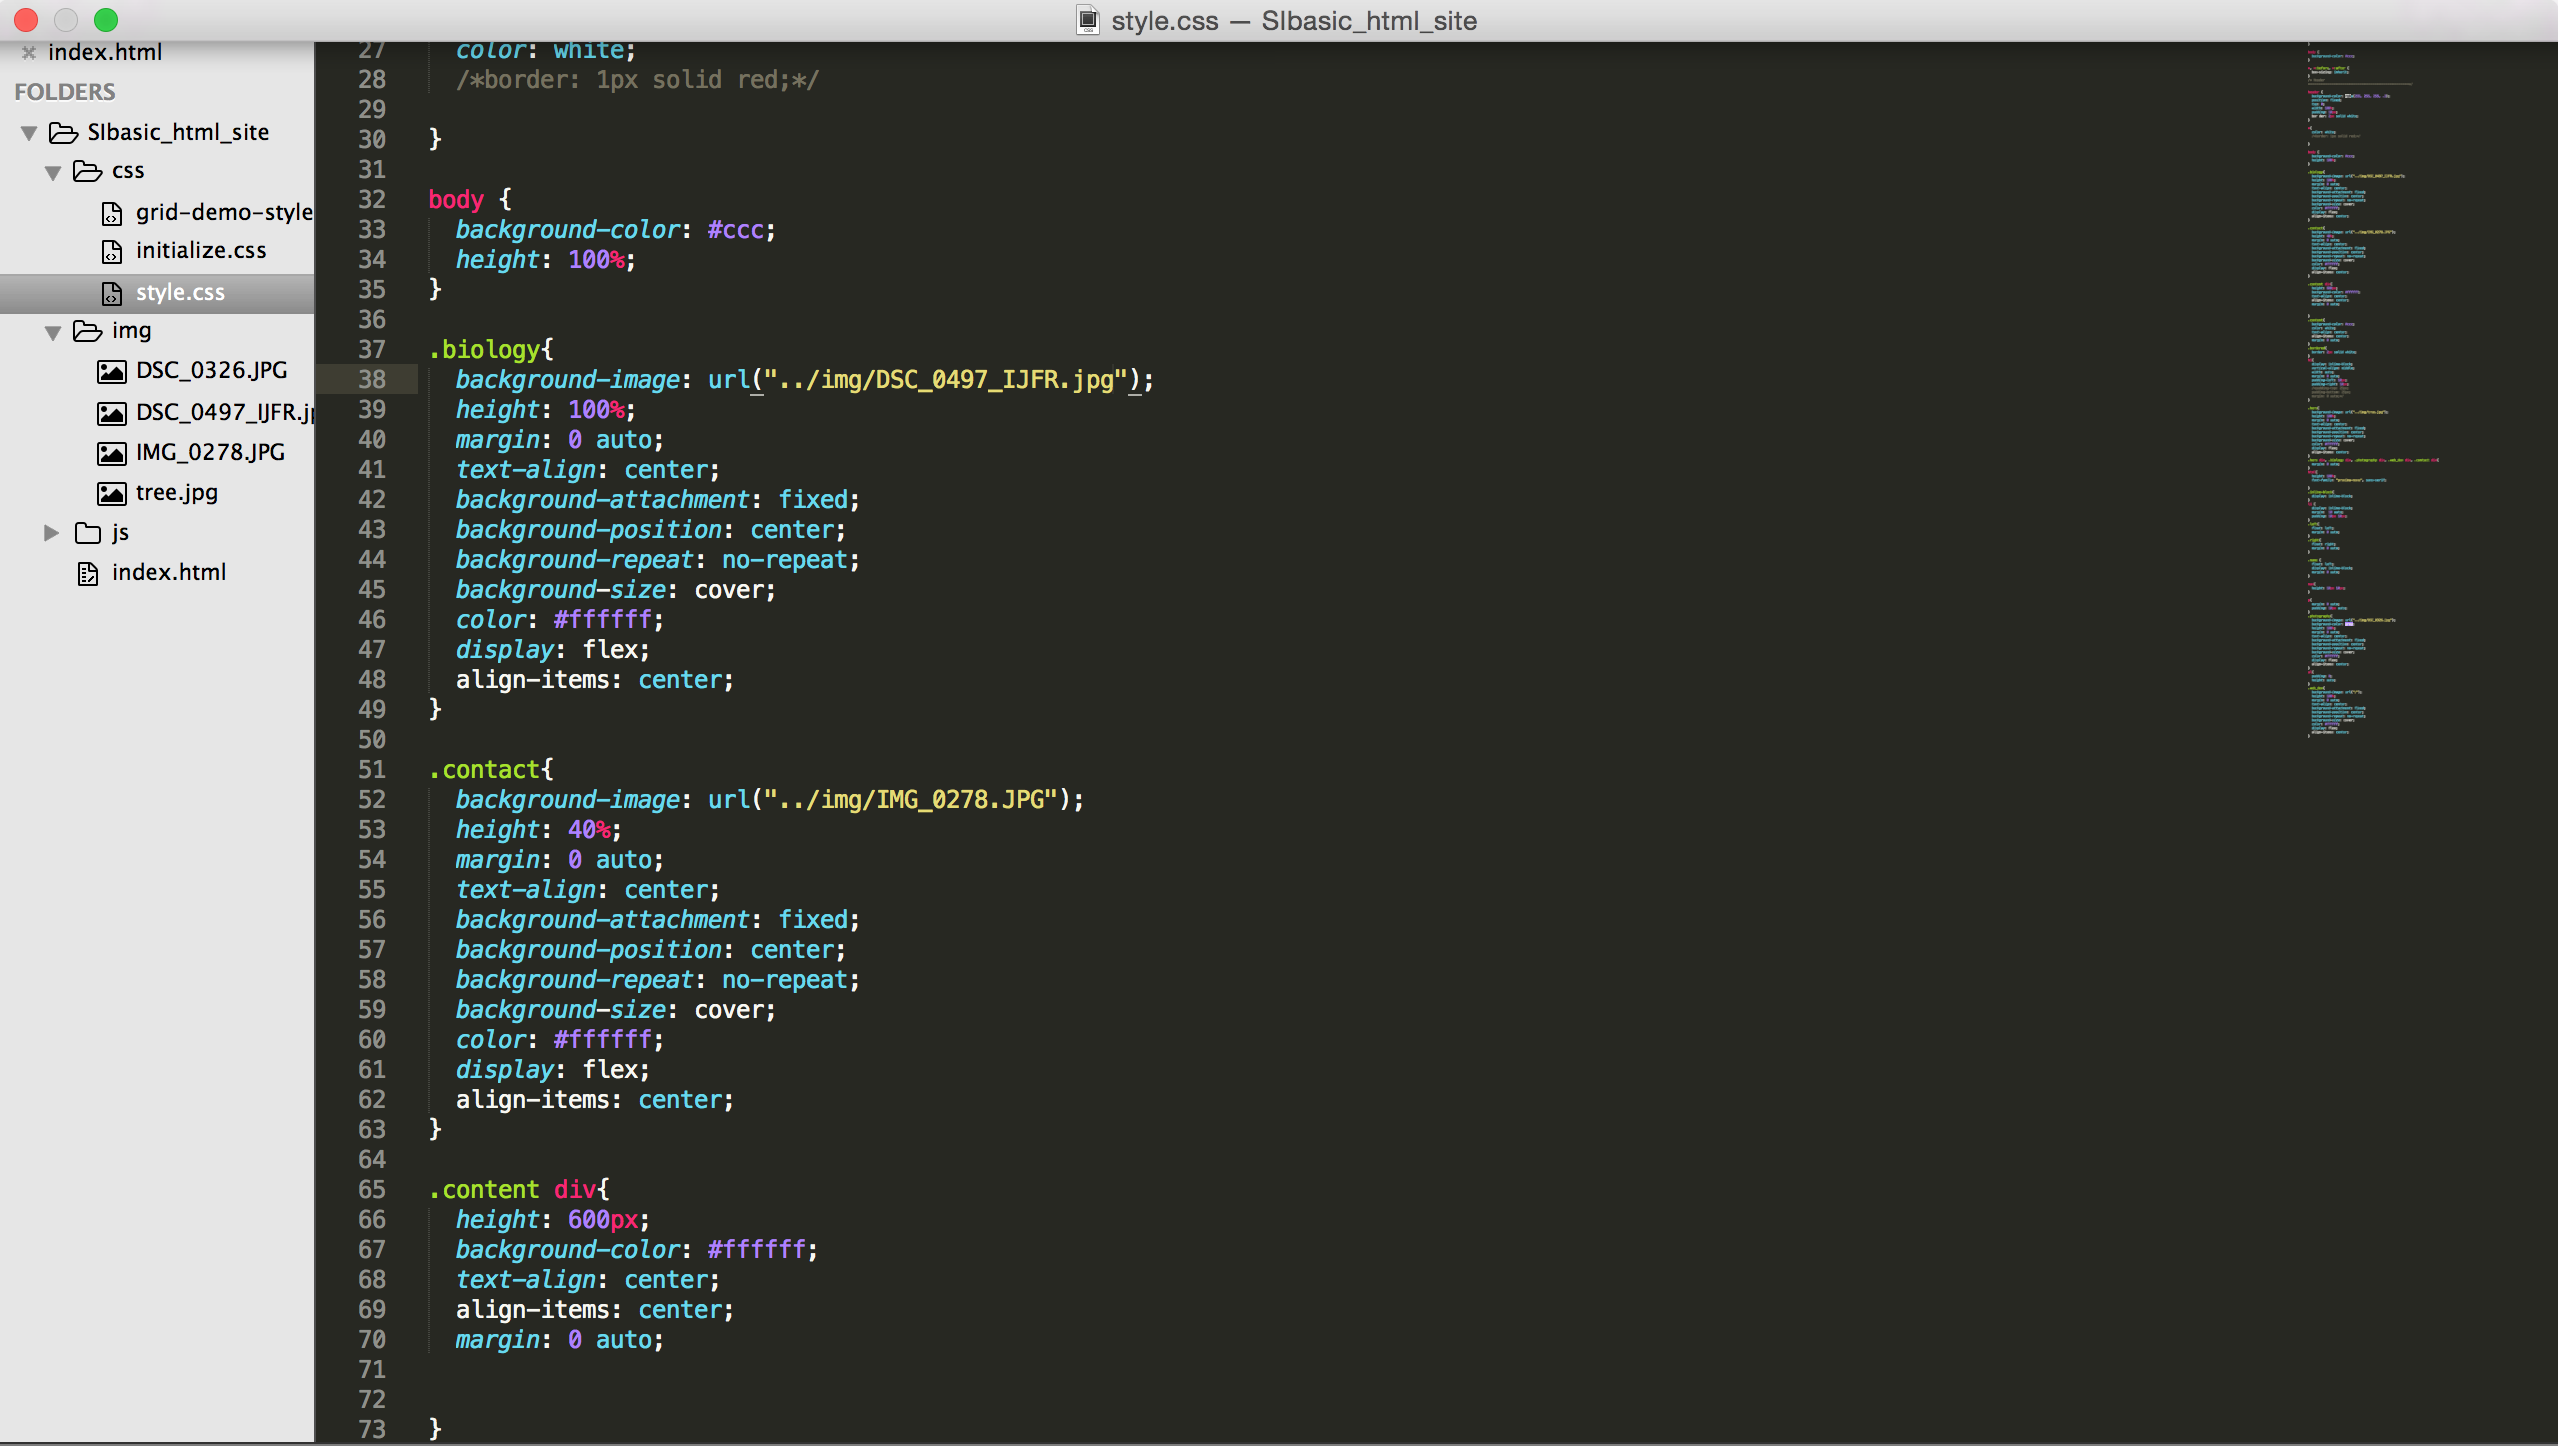 style.css — SIbasic_html_site
index.html
FOLDERS
SIbasic_html_site
css
grid-demo-style
initialize.css
style.css
img
DSC_0326.JPG
DSC_0497_IJFR.j
IMG_0278.JPG
tree.jpg
js
index.html
27 color: white;
28 /*border: 1px solid red;*/
29
30 }
31
32 body {
33 background-color: #ccc;
34 height: 100%;
35 }
36
37 .biology{
38 background-image: url("../img/DSC_0497_IJFR.jpg");
39 height: 100%;
40 margin: 0 auto;
41 text-align: center;
42 background-attachment: fixed;
43 background-position: center;
44 background-repeat: no-repeat;
45 background-size: cover;
46 color: #ffffff;
47 display: flex;
48 align-items: center;
49 }
50
51 .contact{
52 background-image: url("../img/IMG_0278.JPG");
53 height: 40%;
54 margin: 0 auto;
55 text-align: center;
56 background-attachment: fixed;
57 background-position: center;
58 background-repeat: no-repeat;
59 background-size: cover;
60 color: #ffffff;
61 display: flex;
62 align-items: center;
63 }
64
65 .content div{
66 height: 600px;
67 background-color: #ffffff;
68 text-align: center;
69 align-items: center;
70 margin: 0 auto;
71
72
73 }